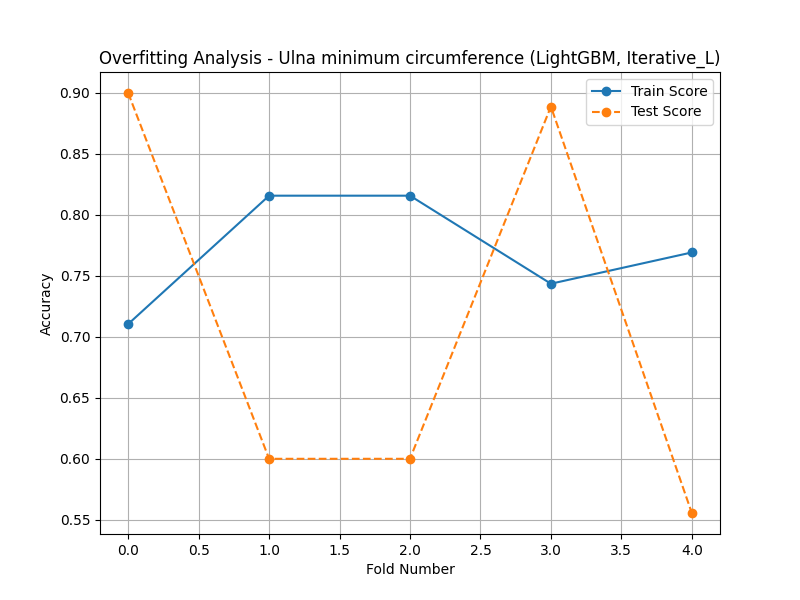 Overfitting Analysis - Ulna minimum circumference (LightGBM, Iterative_L)
Train Score
Test Score
0.90
0.85
0.80
0.75
0.70
0.65
0.60
0.55
Accuracy
0.0 0.5 1.0 1.5 2.0 2.5 3.0 3.5 4.0
Fold Number